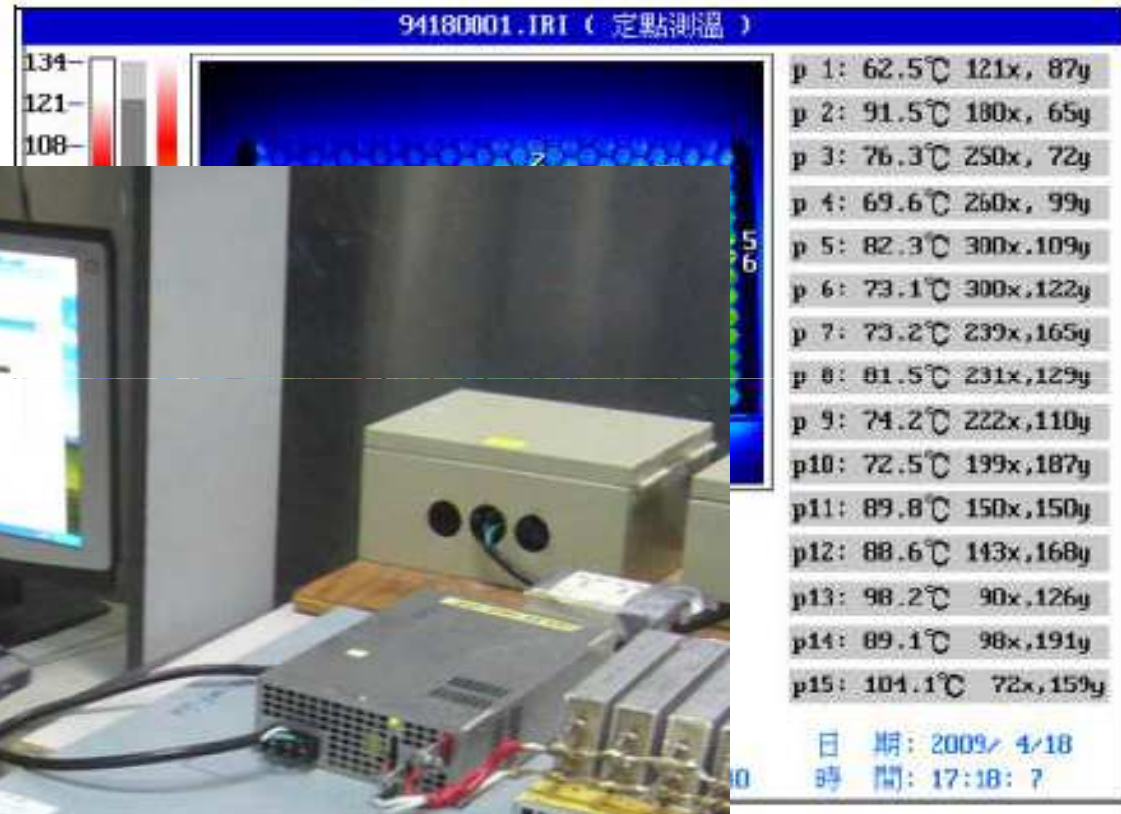 94180001.IRI ( 定點測溫 )
134
121
108
2
5
6
p 1: 62.5℃ 121x, 87y
p 2: 91.5℃ 180x, 65y
p 3: 76.3℃ 250x, 72y
p 4: 69.6℃ 260x, 99y
p 5: 82.3℃ 300x,109y
p 6: 73.1℃ 300x,122y
p 7: 73.2℃ 239x,165y
p 8: 81.5℃ 231x,129y
p 9: 74.2℃ 222x,110y
p10: 72.5℃ 199x,187y
p11: 89.8℃ 150x,150y
p12: 88.6℃ 143x,168y
p13: 98.2℃ 90x,126y
p14: 89.1℃ 98x,191y
p15: 104.1℃ 72x,159y
日 期: 2009/ 4/18
時 間: 17:18: 7